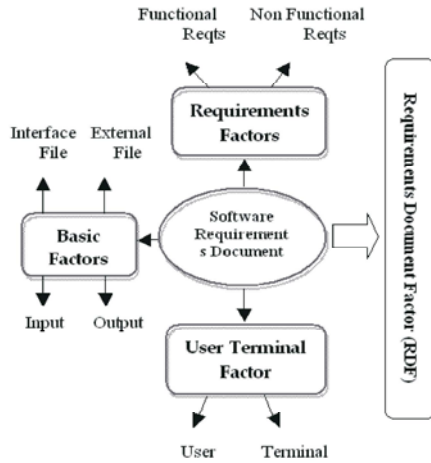 Functional
Reqts
Non Functional
Reqts
Requirements
Factors
Interface
File
External
File
Basic
Factors
Input
Output
Software
Requirement
s Document
User Terminal
Factor
User
Terminal
Requirements Document Factor (RDF)